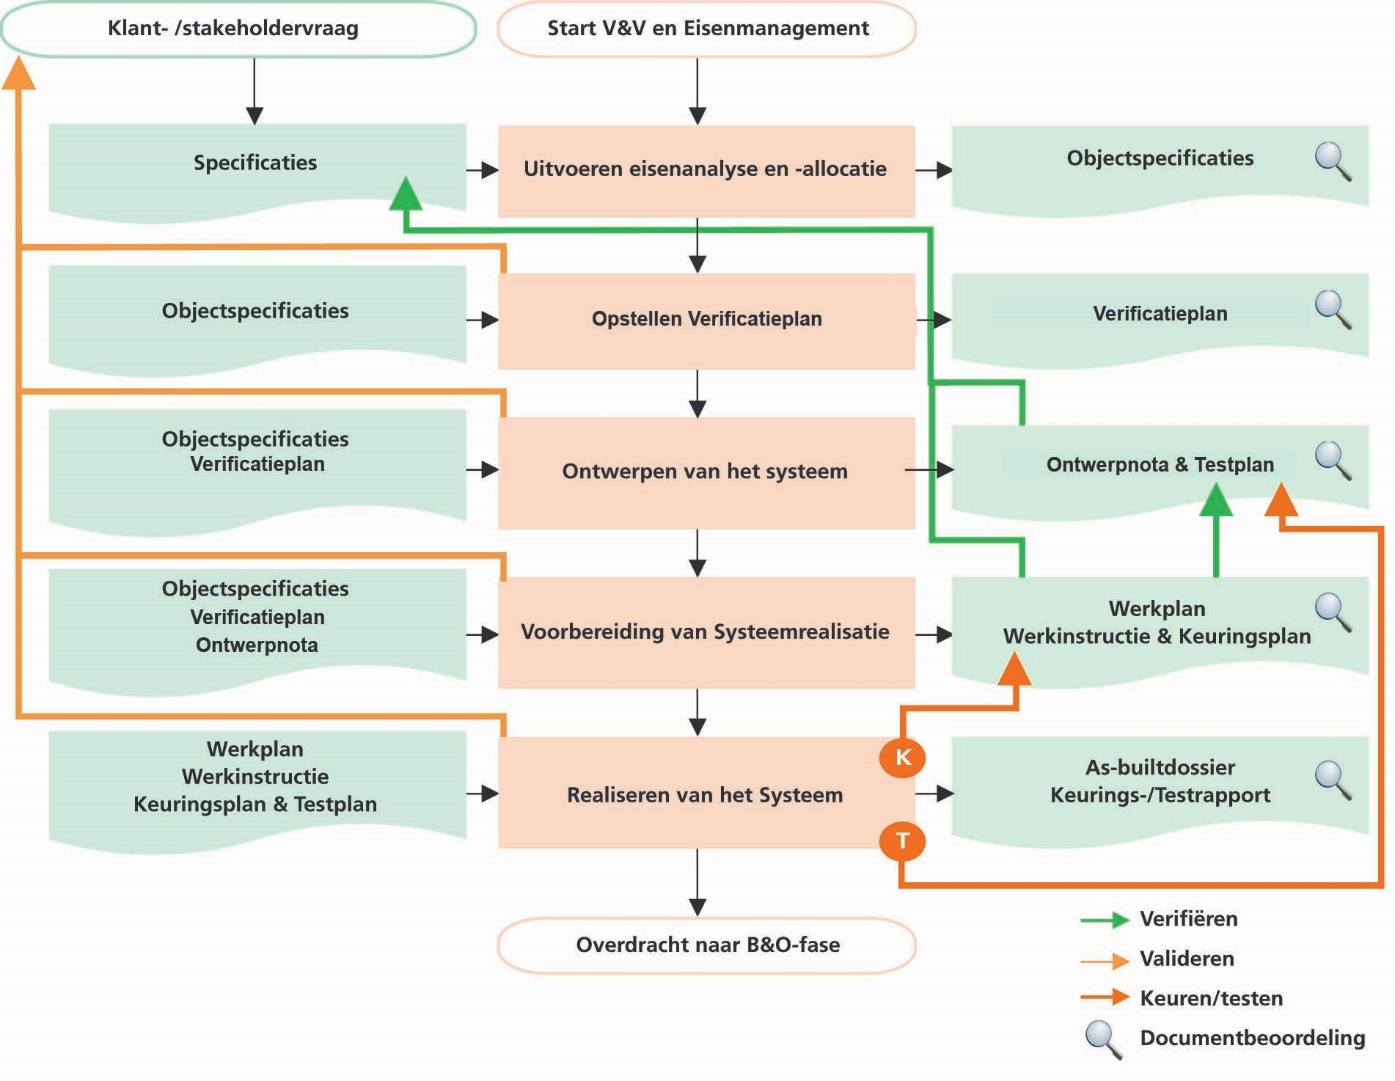 Klant- /stakeholdervraag
Start V&V en Eisenmanagement
Specificaties
Uitvoeren eisenanalyse en -allocatie
Objectspecificaties
Objectspecificaties
Opstellen Verificatieplan
Verificatieplan
Objectspecificaties
Verificatieplan
Ontwerpen van het systeem
Ontwerpnota & Testplan
Objectspecificaties
Verificatieplan
Ontwerpnota
Voorbereiding van Systeemrealisatie
Werkplan
Werkinstructie & Keuringsplan
Werkplan
Werkinstructie
Keuringsplan & Testplan
Realiseren van het Systeem
K
T
As-builtdossier
Keurings-/Testrapport
Overdracht naar B&O-fase
Verifiëren
Valideren
Keuren/testen
Documentbeoordeling